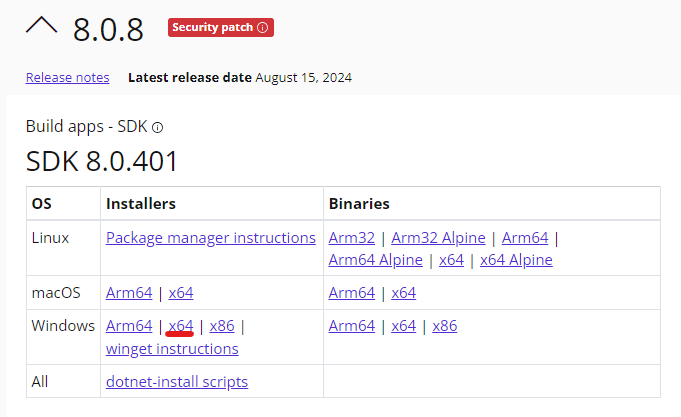 8.0.8 Security patch
Release notes Latest release date August 15, 2024
Build apps - SDK
SDK 8.0.401
OS Installers Binaries
Linux Package manager instructions Arm32 | Arm32 Alpine | Arm64 |
Arm64 Alpine | x64 | x64 Alpine
macOS Arm64 | x64 Arm64 | x64
Windows Arm64 | x64 | x86 | Arm64 | x64 | x86
winget instructions
All dotnet-install scripts